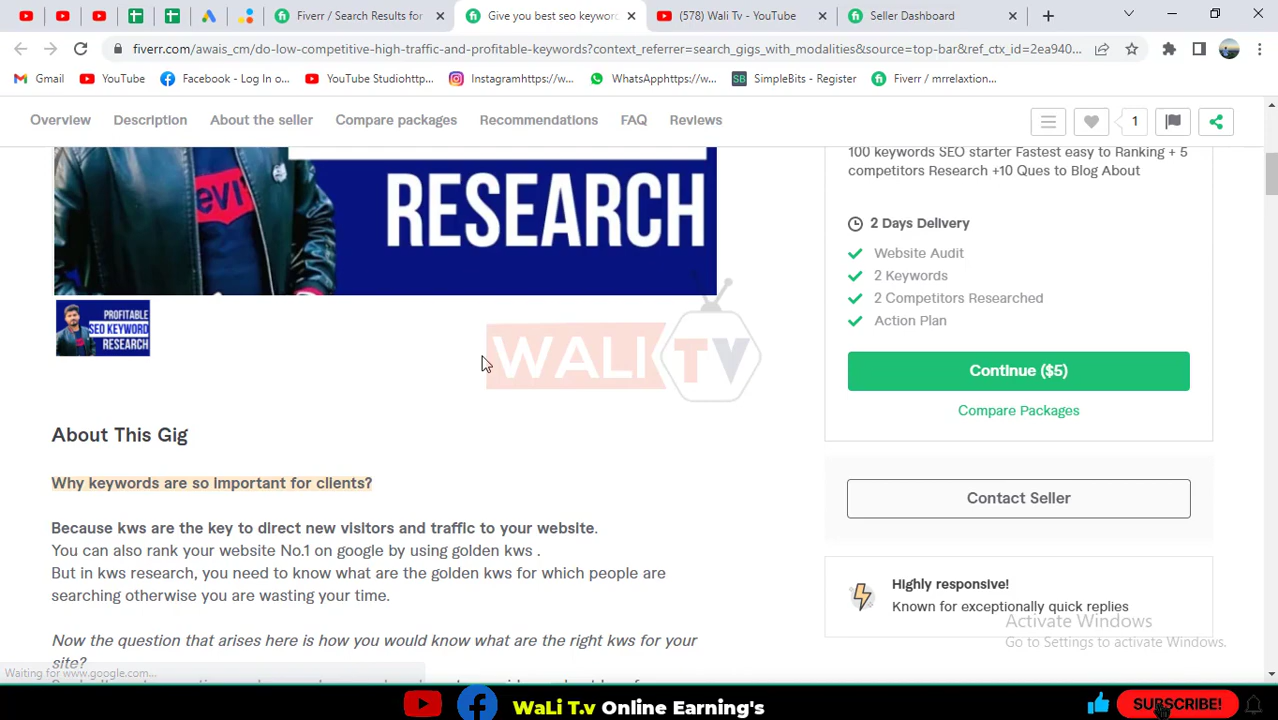 Fiverr / Search Results for
Give you best seo keyword
(578) Wali Tv - YouTube
Seller Dashboard
fiverr.com/awais_cm/do-low-competitive-high-traffic-and-profitable-keywords?context_referrer=search_gigs_with_modalities&source=top-bar&ref_ctx_id=2ea940...
Gmail
YouTube
Facebook - Log In o...
YouTube Studiohttp...
Instagramhttps://w...
WhatsApphttps://w...
SB
SimpleBits - Register
Fiverr / mrrelaxtion...
Overview
Description
About the seller
Compare packages
Recommendations
FAQ
Reviews
1
RESEARCH
PROFITABLE
SEO KEYWORD
RESEARCH
WALI TV
100 keywords SEO starter Fastest easy to Ranking + 5
competitors Research +10 Ques to Blog About
2 Days Delivery
Website Audit
2 Keywords
2 Competitors Researched
Action Plan
Continue ($5)
Compare Packages
Contact Seller
Highly responsive!
Known for exceptionally quick replies
About This Gig
Why keywords are so important for clients?
Because kws are the key to direct new visitors and traffic to your website.
You can also rank your website No.1 on google by using golden kws .
But in kws research, you need to know what are the golden kws for which people are
searching otherwise you are wasting your time.
Now the question that arises here is how you would know what are the right kws for your
site?
Activate Windows
Go to Settings to activate Windows.
Waiting for www.google.com...
WaLi T.v Online Earning's
SUBSCRIBE!